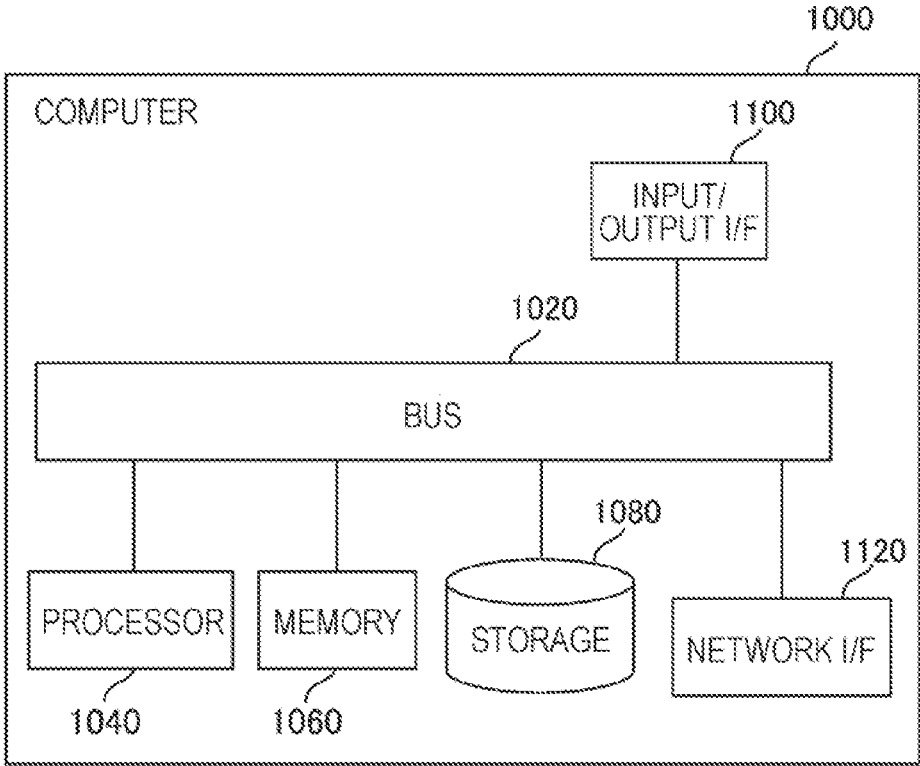 1000
COMPUTER
1100
INPUT/
OUTPUT I/F
1020
BUS
1080
1120
PROCESSOR
MEMORY
STORAGE
NETWORK I/F
1040
1060